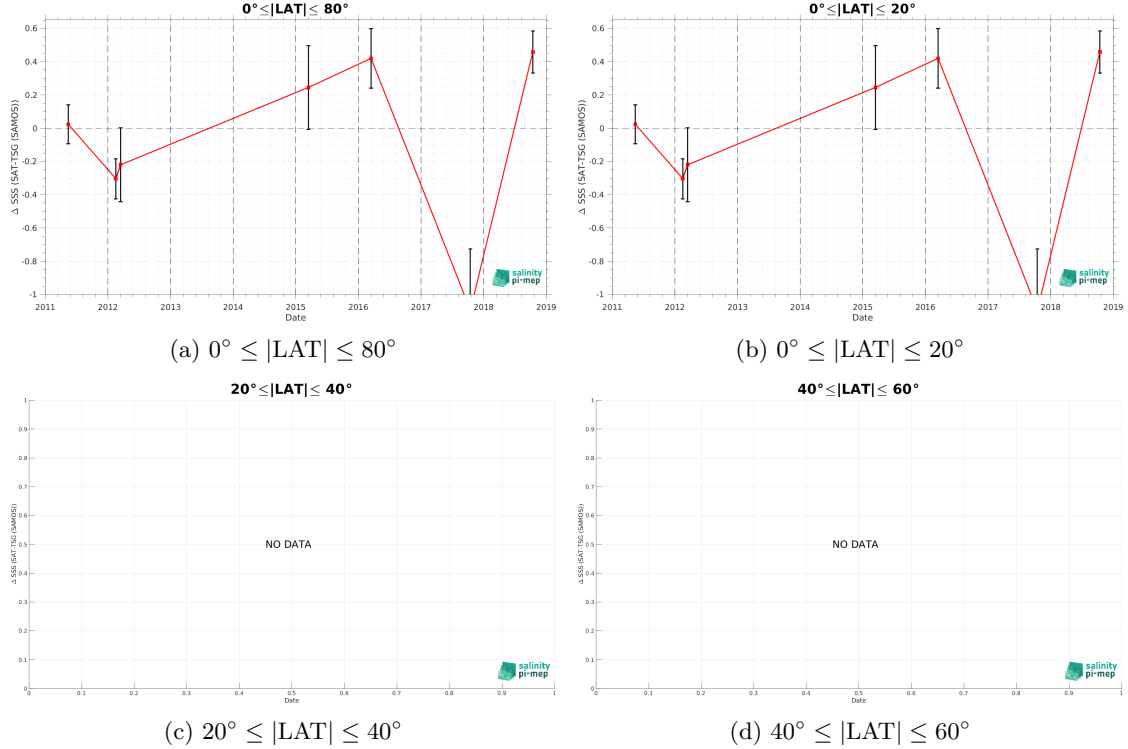 0°≤|LAT|≤ 80°
Δ SSS (SAT-TSG (SAMOS))
0.6
0.4
0.2
0
-0.2
-0.4
-0.6
-0.8
-1
2011 2012 2013 2014 2015 2016 2017 2018 2019
Date
salinity
pi-mep
(a) 0° ≤ |LAT| ≤ 80°
0°≤|LAT|≤ 20°
Δ SSS (SAT-TSG (SAMOS))
0.6
0.4
0.2
0
-0.2
-0.4
-0.6
-0.8
-1
2011 2012 2013 2014 2015 2016 2017 2018 2019
Date
salinity
pi-mep
(b) 0° ≤ |LAT| ≤ 20°
20°≤|LAT|≤ 40°
Δ SSS (SAT-TSG (SAMOS))
1
0.9
0.8
0.7
0.6
0.5
0.4
0.3
0.2
0.1
0
NO DATA
0 0.1 0.2 0.3 0.4 0.5 0.6 0.7 0.8 0.9 1
Date
salinity
pi-mep
(c) 20° ≤ |LAT| ≤ 40°
40°≤|LAT|≤ 60°
Δ SSS (SAT-TSG (SAMOS))
1
0.9
0.8
0.7
0.6
0.5
0.4
0.3
0.2
0.1
0
NO DATA
0 0.1 0.2 0.3 0.4 0.5 0.6 0.7 0.8 0.9 1
Date
salinity
pi-mep
(d) 40° ≤ |LAT| ≤ 60°